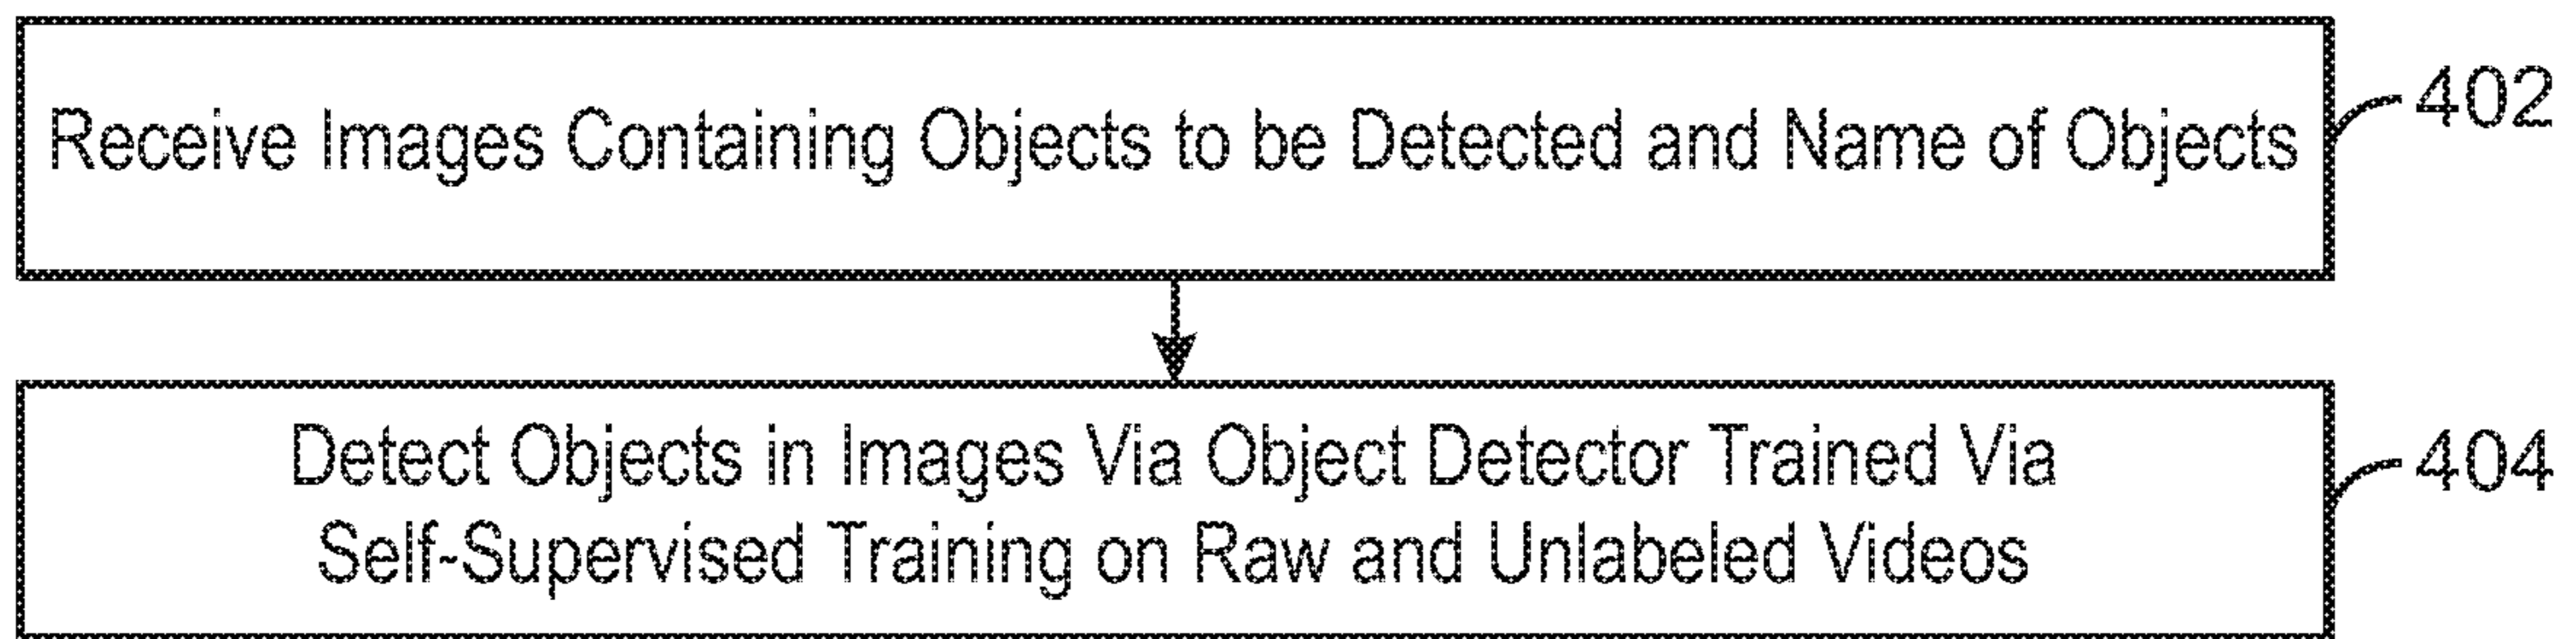 Receive Images Containing Objects to be Detected and Name of Objects
402
Detect Objects in Images Via Object Detector Trained Via
Self-Supervised Training on Raw and Unlabeled Videos
404